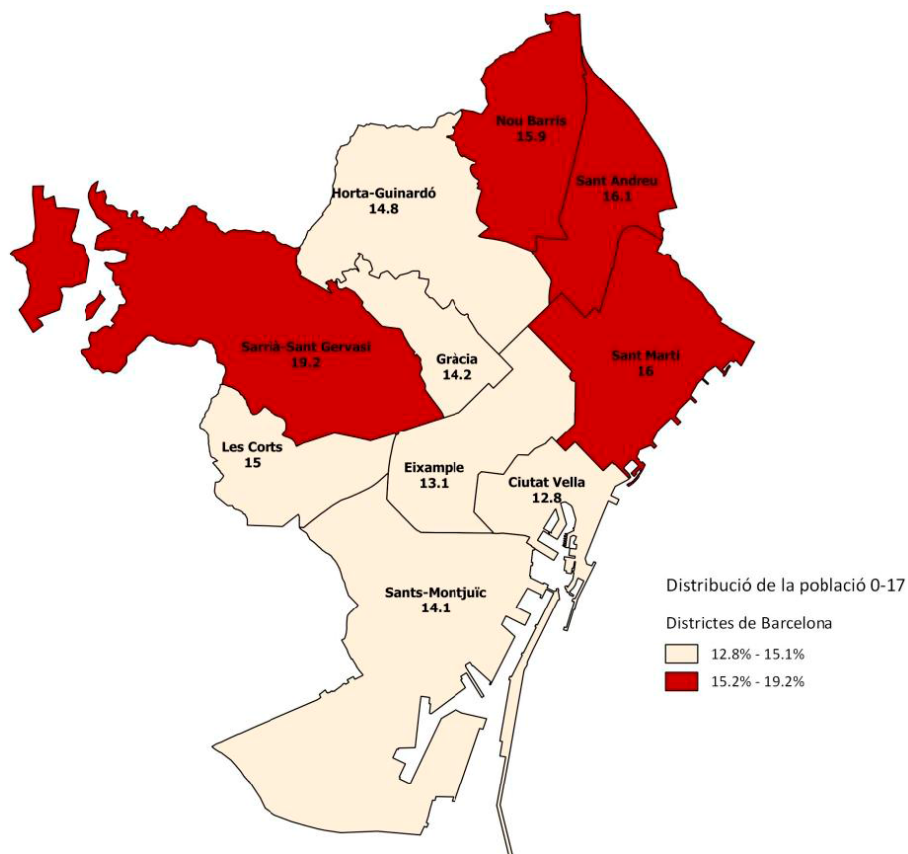 Nou Barris
15.9
Sant Andreu
16.1
Horta-Guinardó
14.8
Sarrià-Sant Gervasi
19.2
Gràcia
14.2
Sant Martí
16
Les Corts
15
Eixample
13.1
Ciutat Vella
12.8
Sants-Montjuïc
14.1
Distribució de la població 0-17
Districtes de Barcelona
12.8% - 15.1%
15.2% - 19.2%